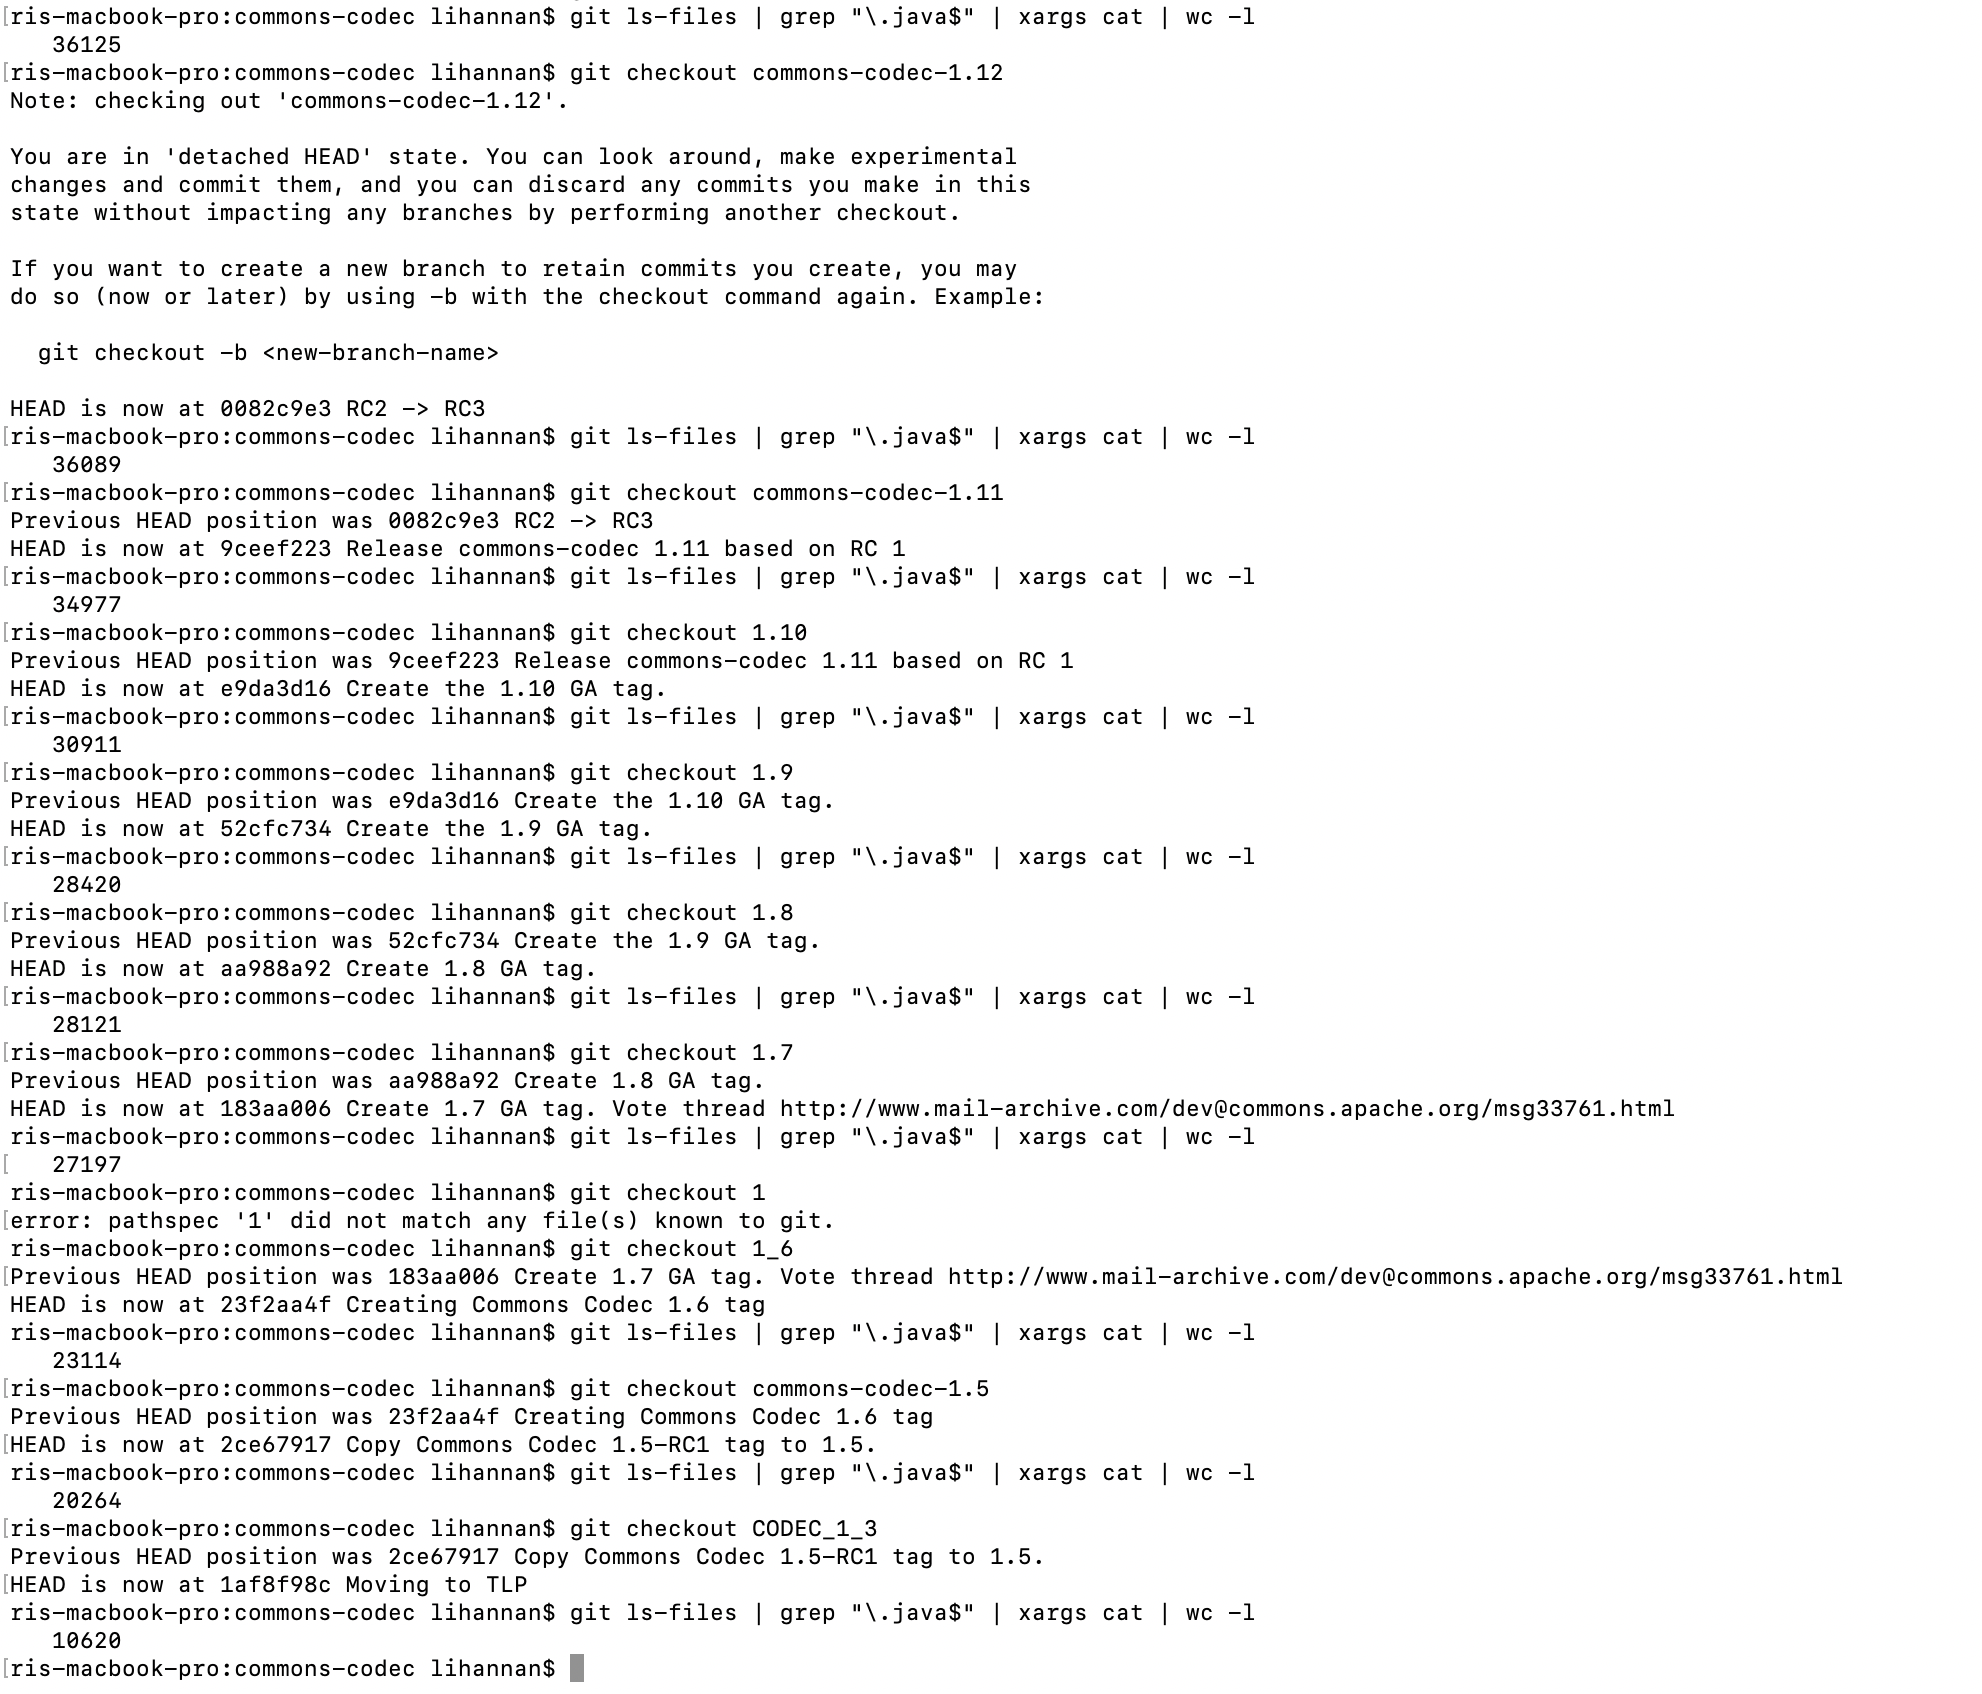 [ris-macbook-pro:commons-codec lihannan$ git ls-files | grep "\.java$" | xargs cat | wc -l
   36125
[ris-macbook-pro:commons-codec lihannan$ git checkout commons-codec-1.12
Note: checking out 'commons-codec-1.12'.

You are in 'detached HEAD' state. You can look around, make experimental
changes and commit them, and you can discard any commits you make in this
state without impacting any branches by performing another checkout.

If you want to create a new branch to retain commits you create, you may
do so (now or later) by using -b with the checkout command again. Example:

  git checkout -b <new-branch-name>

HEAD is now at 0082c9e3 RC2 -> RC3
[ris-macbook-pro:commons-codec lihannan$ git ls-files | grep "\.java$" | xargs cat | wc -l
   36089
[ris-macbook-pro:commons-codec lihannan$ git checkout commons-codec-1.11
Previous HEAD position was 0082c9e3 RC2 -> RC3
HEAD is now at 9ceef223 Release commons-codec 1.11 based on RC 1
[ris-macbook-pro:commons-codec lihannan$ git ls-files | grep "\.java$" | xargs cat | wc -l
   34977
[ris-macbook-pro:commons-codec lihannan$ git checkout 1.10
Previous HEAD position was 9ceef223 Release commons-codec 1.11 based on RC 1
HEAD is now at e9da3d16 Create the 1.10 GA tag.
[ris-macbook-pro:commons-codec lihannan$ git ls-files | grep "\.java$" | xargs cat | wc -l
   30911
[ris-macbook-pro:commons-codec lihannan$ git checkout 1.9
Previous HEAD position was e9da3d16 Create the 1.10 GA tag.
HEAD is now at 52cfc734 Create the 1.9 GA tag.
[ris-macbook-pro:commons-codec lihannan$ git ls-files | grep "\.java$" | xargs cat | wc -l
   28420
[ris-macbook-pro:commons-codec lihannan$ git checkout 1.8
Previous HEAD position was 52cfc734 Create the 1.9 GA tag.
HEAD is now at aa988a92 Create 1.8 GA tag.
[ris-macbook-pro:commons-codec lihannan$ git ls-files | grep "\.java$" | xargs cat | wc -l
   28121
[ris-macbook-pro:commons-codec lihannan$ git checkout 1.7
Previous HEAD position was aa988a92 Create 1.8 GA tag.
HEAD is now at 183aa006 Create 1.7 GA tag. Vote thread http://www.mail-archive.com/dev@commons.apache.org/msg33761.html
ris-macbook-pro:commons-codec lihannan$ git ls-files | grep "\.java$" | xargs cat | wc -l
[   27197
ris-macbook-pro:commons-codec lihannan$ git checkout 1
[error: pathspec '1' did not match any file(s) known to git.
ris-macbook-pro:commons-codec lihannan$ git checkout 1_6
[Previous HEAD position was 183aa006 Create 1.7 GA tag. Vote thread http://www.mail-archive.com/dev@commons.apache.org/msg33761.html
HEAD is now at 23f2aa4f Creating Commons Codec 1.6 tag
ris-macbook-pro:commons-codec lihannan$ git ls-files | grep "\.java$" | xargs cat | wc -l
   23114
[ris-macbook-pro:commons-codec lihannan$ git checkout commons-codec-1.5
Previous HEAD position was 23f2aa4f Creating Commons Codec 1.6 tag
[HEAD is now at 2ce67917 Copy Commons Codec 1.5-RC1 tag to 1.5.
ris-macbook-pro:commons-codec lihannan$ git ls-files | grep "\.java$" | xargs cat | wc -l
   20264
[ris-macbook-pro:commons-codec lihannan$ git checkout CODEC_1_3
Previous HEAD position was 2ce67917 Copy Commons Codec 1.5-RC1 tag to 1.5.
[HEAD is now at 1af8f98c Moving to TLP
ris-macbook-pro:commons-codec lihannan$ git ls-files | grep "\.java$" | xargs cat | wc -l
   10620
[ris-macbook-pro:commons-codec lihannan$